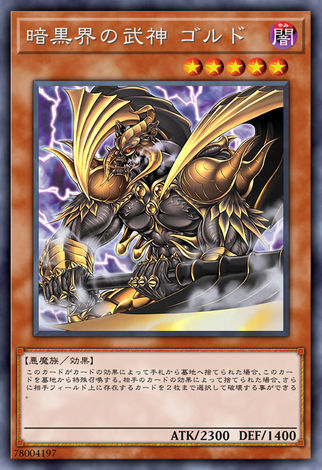 暗黒界の武神 ゴルド
やみ
闇
【悪魔族／効果】
このカードがカードの効果によって手札から墓地へ捨てられた場合、このカー
ドを墓地から特殊召喚する。相手のカードの効果によって捨てられた場合、さら
に相手フィールド上に存在するカードを２枚まで選択して破壊する事ができる
。
ATK/2300 DEF/1400
78004197